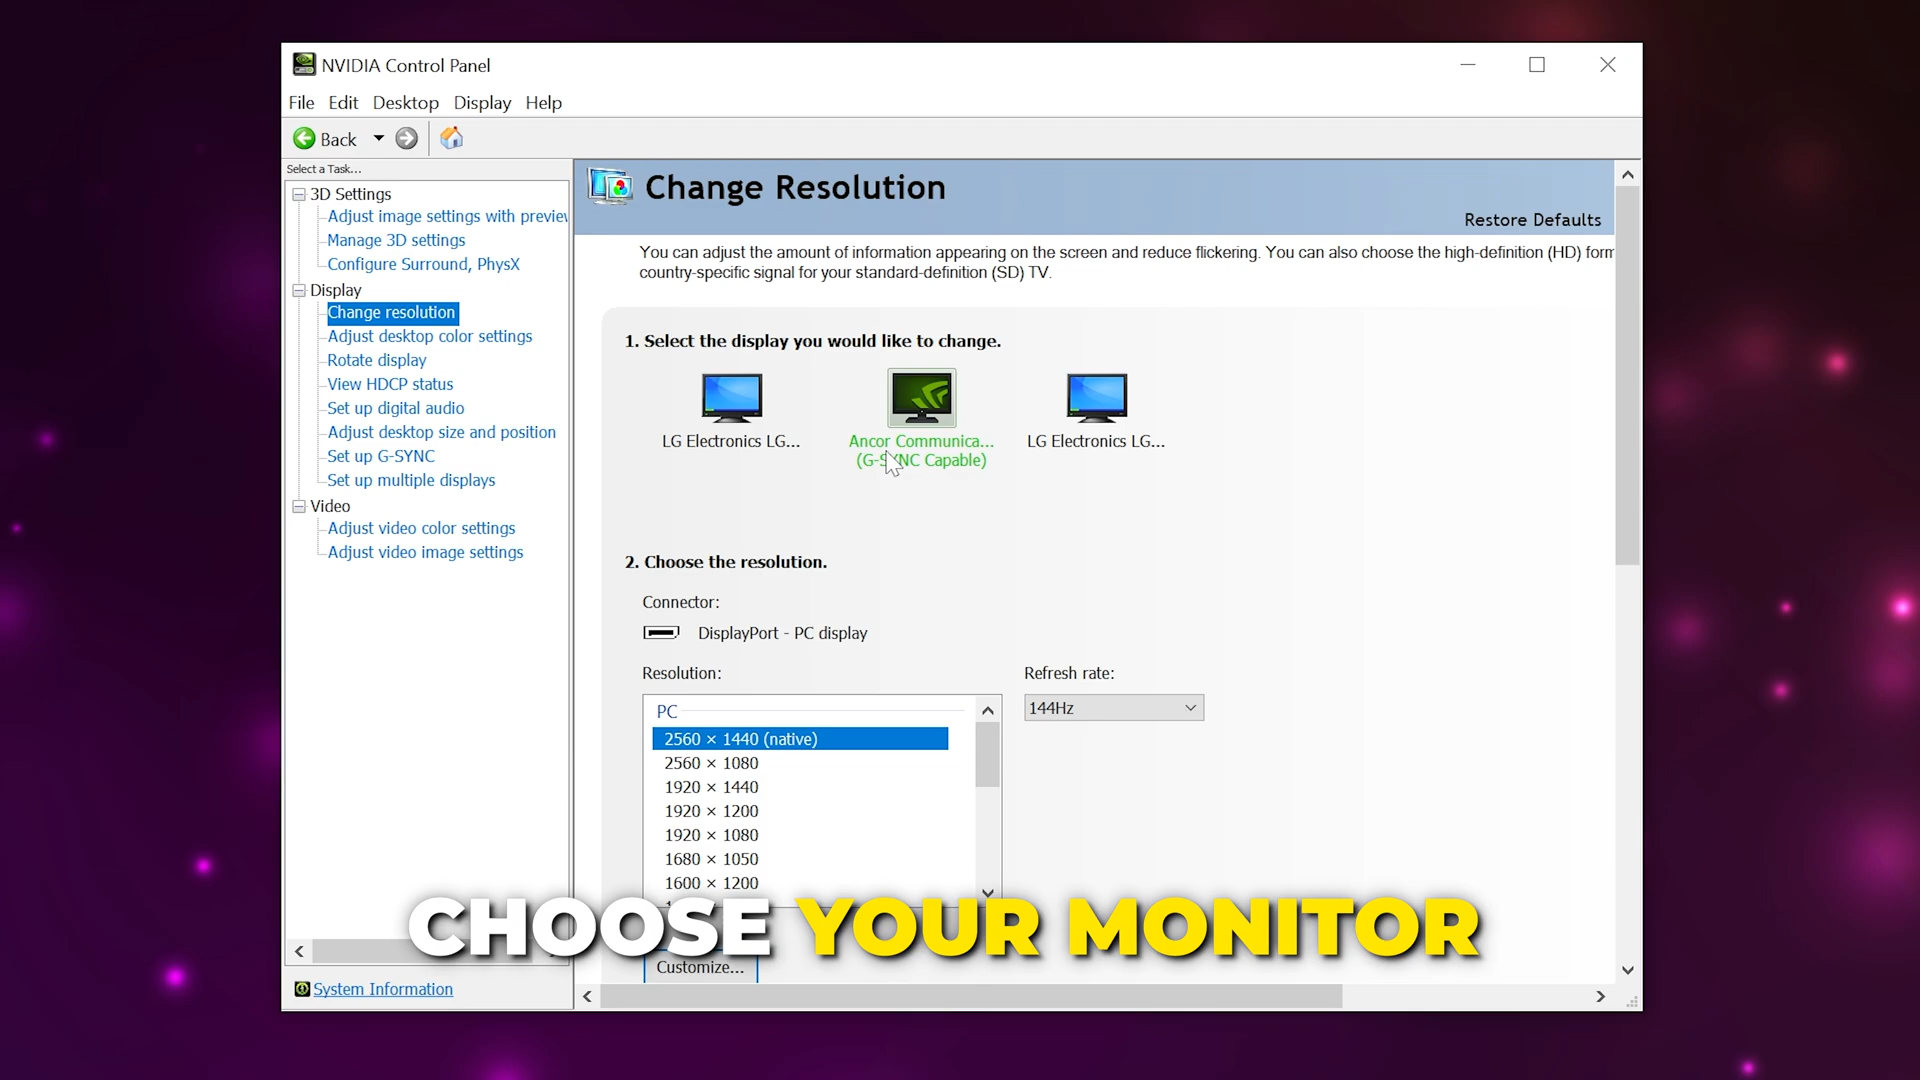 NVIDIA Control Panel
File Edit Desktop Display Help
Back
Select a Task...
3D Settings
Adjust image settings with preview
Manage 3D settings
Configure Surround, PhysX
Display
Change resolution
Adjust desktop color settings
Rotate display
View HDCP status
Set up digital audio
Adjust desktop size and position
Set up G-SYNC
Set up multiple displays
Video
Adjust video color settings
Adjust video image settings
System Information
Change Resolution
Restore Defaults
You can adjust the amount of information appearing on the screen and reduce flickering. You can also choose the high-definition (HD) form
country-specific signal for your standard-definition (SD) TV.
1. Select the display you would like to change.
LG Electronics LG...
Ancor Communica...
(G-SYNC Capable)
LG Electronics LG...
2. Choose the resolution.
Connector:
DisplayPort - PC display
Resolution:
Refresh rate:
PC
144Hz
2560 × 1440 (native)
2560 × 1080
1920 × 1440
1920 × 1200
1920 × 1080
1680 × 1050
1600 × 1200
CHOOSE YOUR MONITOR
Customize...